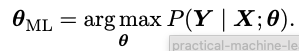 θ_ML = arg max_θ P(Y | X; θ).
practical-machine-le